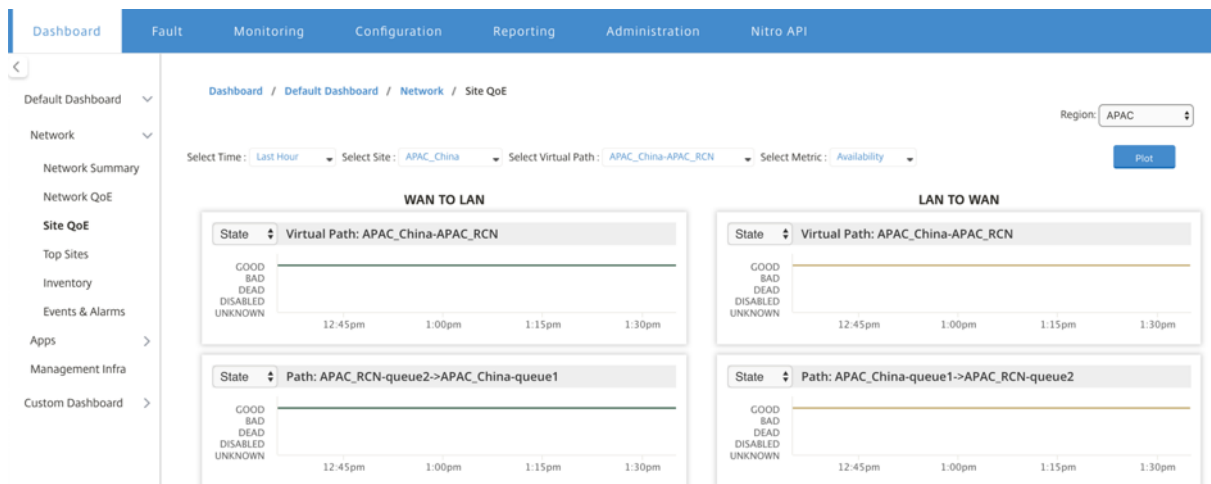 Dashboard Fault Monitoring Configuration Reporting Administration Nitro API
<
Default Dashboard
Network
Network Summary
Network QoE
Site QoE
Top Sites
Inventory
Events & Alarms
Apps
Management Infra
Custom Dashboard
Dashboard / Default Dashboard / Network / Site QoE
Region: APAC
Select Time : Last Hour Select Site : APAC_China Select Virtual Path : APAC_China-APAC_RCN Select Metric : Availability Plot
WAN TO LAN
State Virtual Path: APAC_China-APAC_RCN
GOOD
BAD
DEAD
DISABLED
UNKNOWN
12:45pm 1:00pm 1:15pm 1:30pm
State Path: APAC_RCN-queue2->APAC_China-queue1
GOOD
BAD
DEAD
DISABLED
UNKNOWN
12:45pm 1:00pm 1:15pm 1:30pm
LAN TO WAN
State Virtual Path: APAC_China-APAC_RCN
GOOD
BAD
DEAD
DISABLED
UNKNOWN
12:45pm 1:00pm 1:15pm 1:30pm
State Path: APAC_China-queue1->APAC_RCN-queue2
GOOD
BAD
DEAD
DISABLED
UNKNOWN
12:45pm 1:00pm 1:15pm 1:30pm